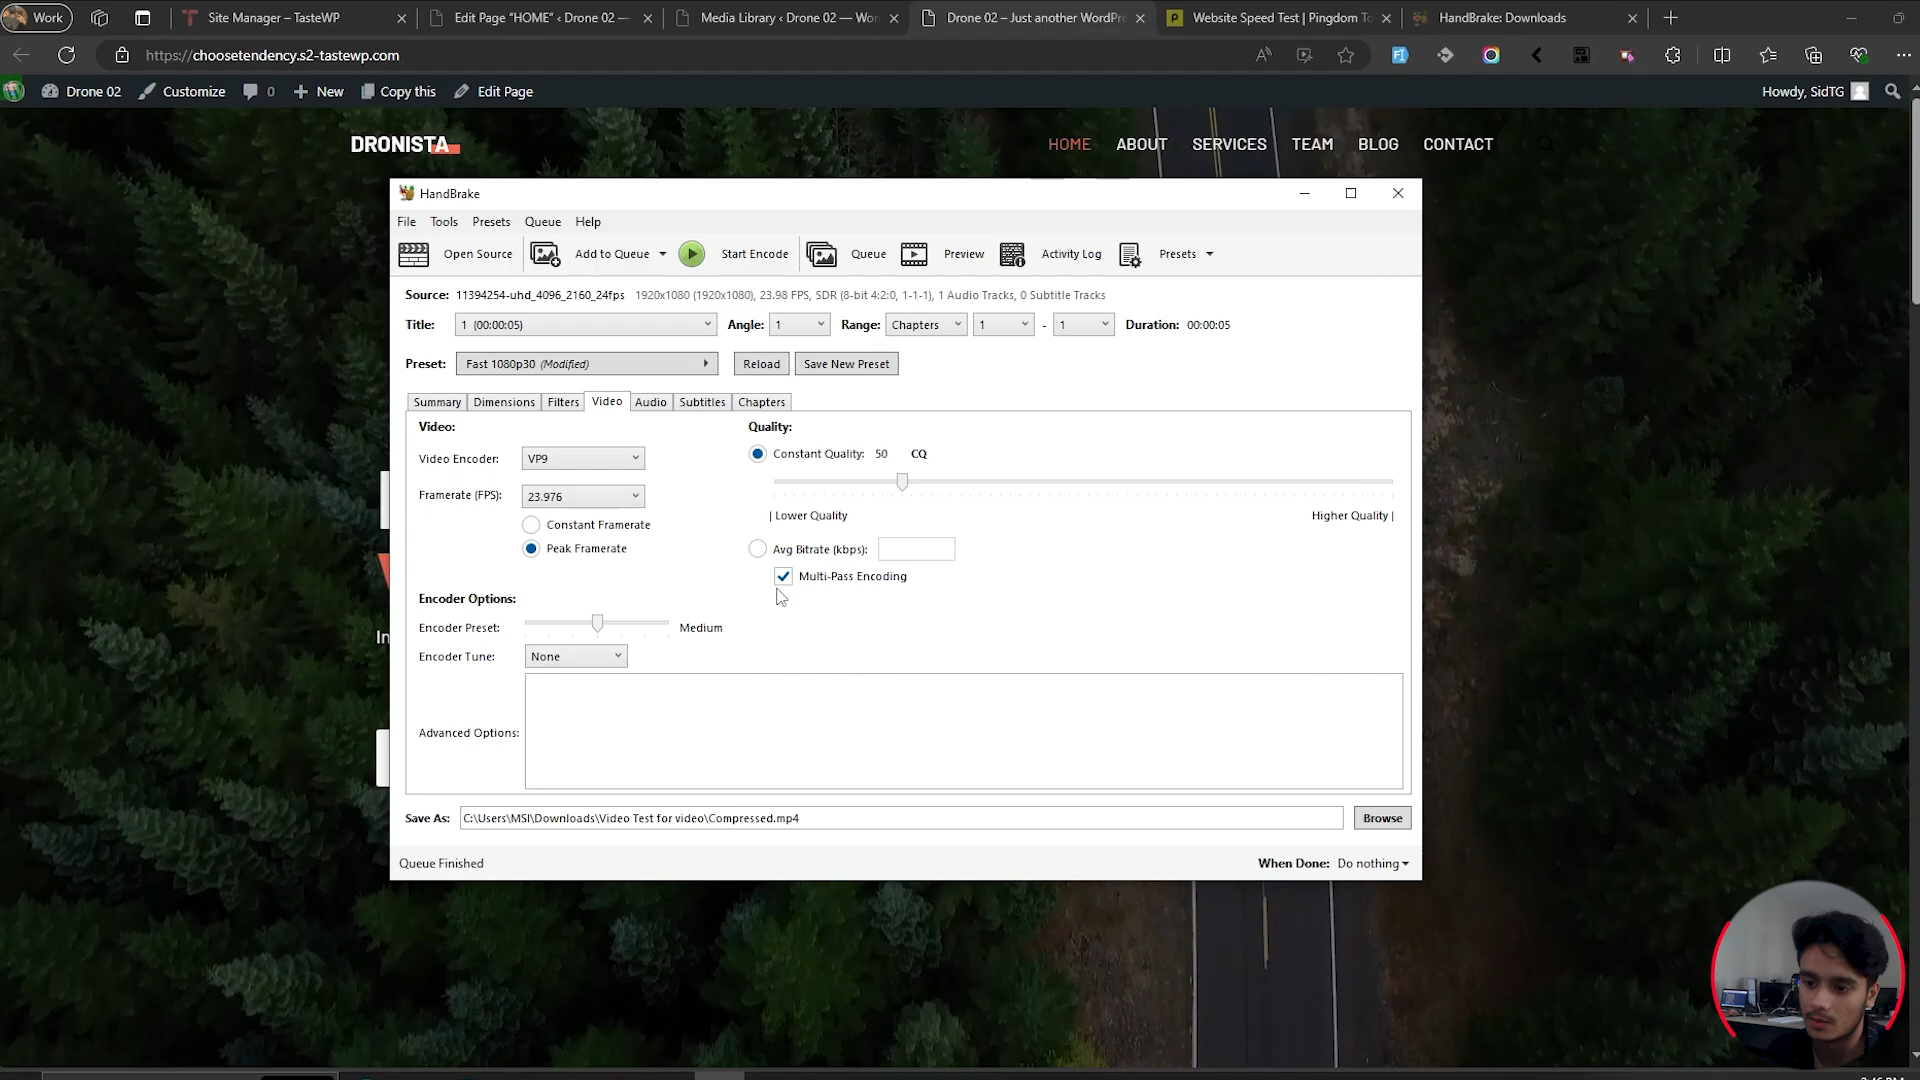 Work
Site Manager – TasteWP
Edit Page “HOME” ‹ Drone 02 —
Media Library ‹ Drone 02 — Wor
Drone 02 – Just another WordPre
Website Speed Test | Pingdom To
HandBrake: Downloads
https://choosetendency.s2-tastewp.com
Drone 02
Customize
0
New
Copy this
Edit Page
Howdy, SidTG
DRONISTA
HOME
ABOUT
SERVICES
TEAM
BLOG
CONTACT
HandBrake
File Tools Presets Queue Help
Open Source
Add to Queue
Start Encode
Queue
Preview
Activity Log
Presets
Source: 11394254-uhd_4096_2160_24fps 1920x1080 (1920x1080), 23.98 FPS, SDR (8-bit 4:2:0, 1-1-1), 1 Audio Tracks, 0 Subtitle Tracks
Title: 1 (00:00:05) Angle: 1 Range: Chapters 1 - 1 Duration: 00:00:05
Preset: Fast 1080p30 (Modified) Reload Save New Preset
Summary Dimensions Filters Video Audio Subtitles Chapters
Video:
Quality:
Video Encoder: VP9
Constant Quality: 50 CQ
Framerate (FPS): 23.976
| Lower Quality Higher Quality |
Constant Framerate
Peak Framerate
Avg Bitrate (kbps):
Multi-Pass Encoding
Encoder Options:
Encoder Preset: Medium
Encoder Tune: None
Advanced Options:
Save As: C:\Users\MSI\Downloads\Video Test for video\Compressed.mp4 Browse
Queue Finished
When Done: Do nothing
In